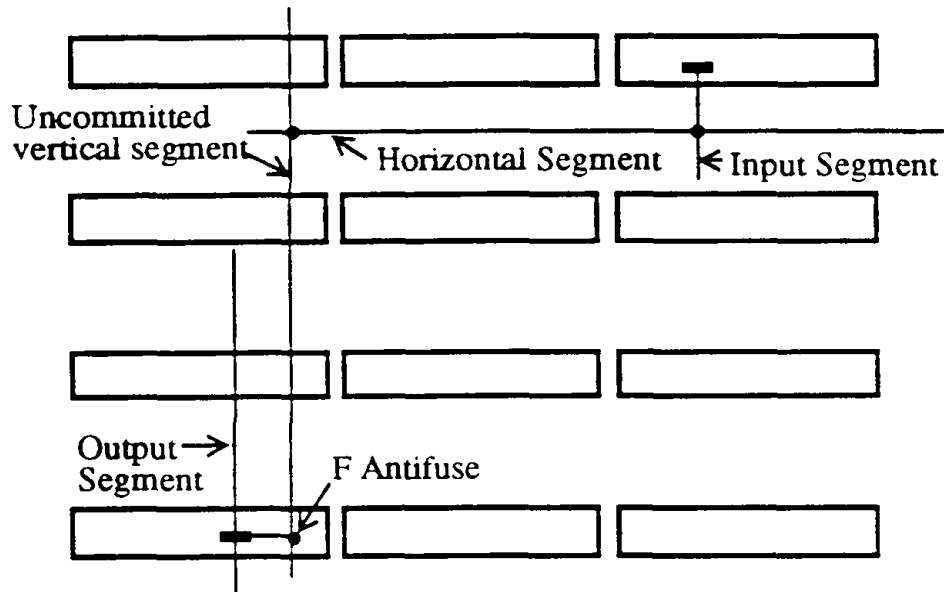 Uncommitted
vertical segment
Horizontal Segment
Input Segment
Output
Segment
F Antifuse